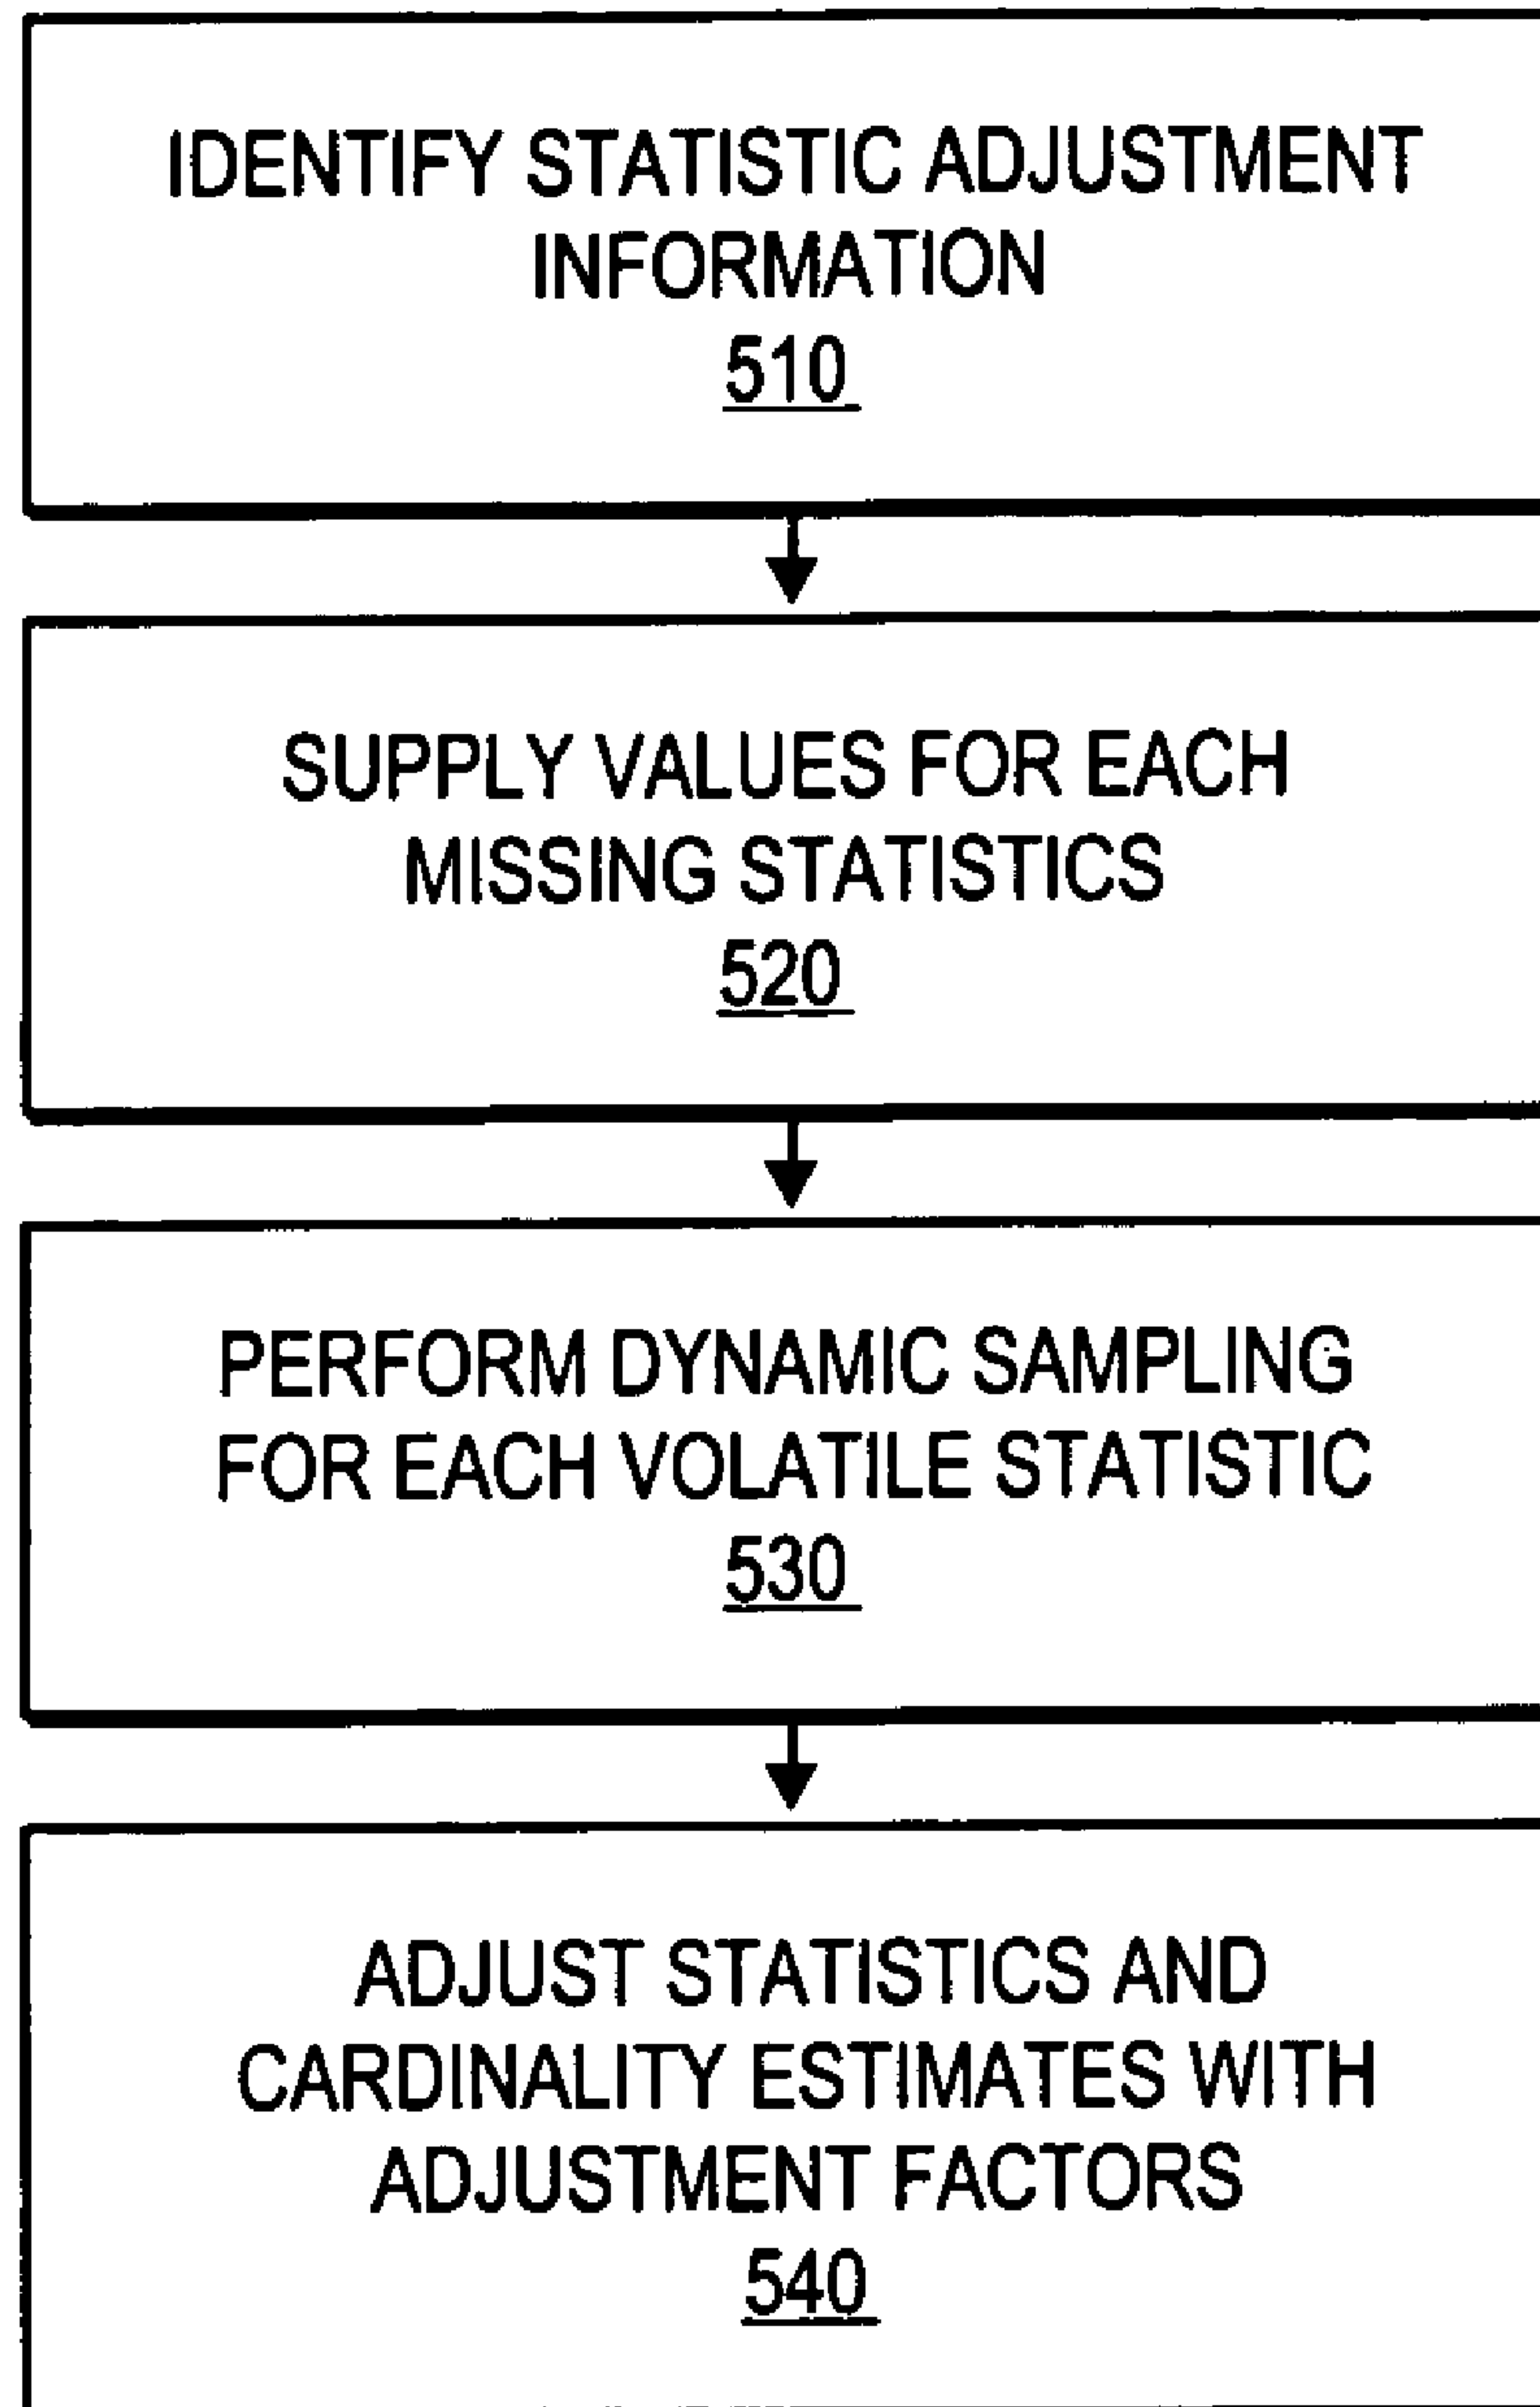 IDENTIFY STATISTIC ADJUSTMENT
INFORMATION
510
SUPPLY VALUES FOR EACH
MISSING STATISTICS
520
PERFORM DYNAMIC SAMPLING
FOR EACH VOLATILE STATISTIC
530
ADJUST STATISTICS AND
CARDINALITY ESTIMATES WITH
ADJUSTMENT FACTORS
540